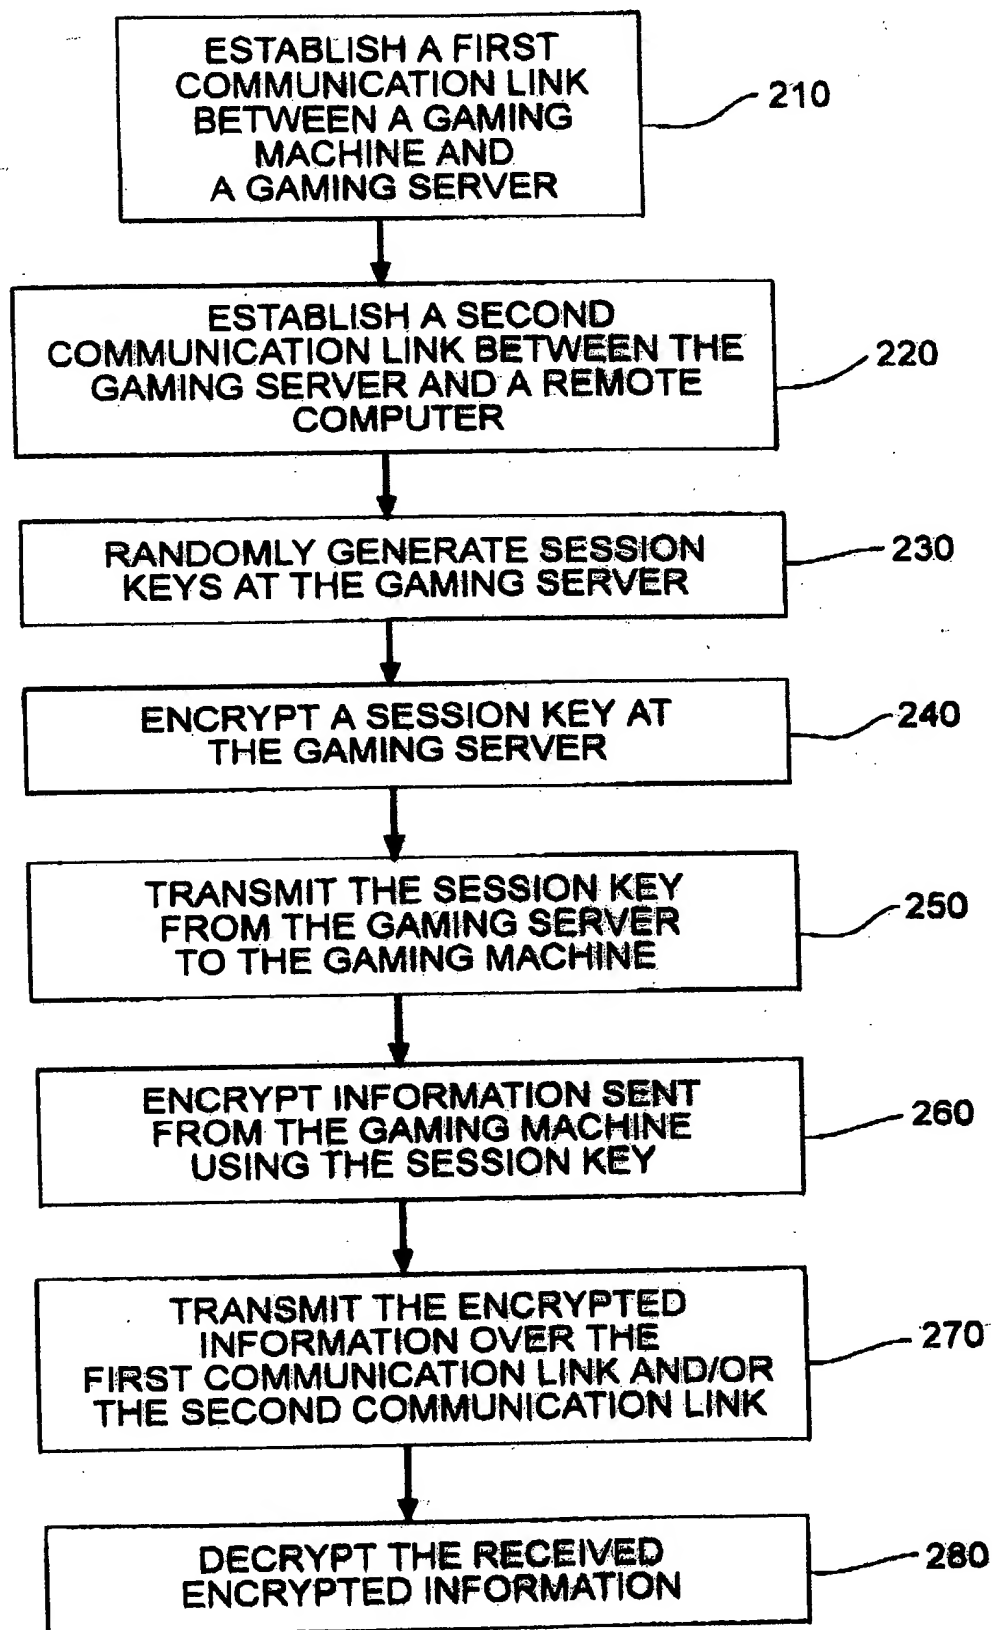 ESTABLISH A FIRST
COMMUNICATION LINK
BETWEEN A GAMING
MACHINE AND
A GAMING SERVER
210
ESTABLISH A SECOND
COMMUNICATION LINK BETWEEN THE
GAMING SERVER AND A REMOTE
COMPUTER
220
RANDOMLY GENERATE SESSION
KEYS AT THE GAMING SERVER
230
ENCRYPT A SESSION KEY AT
THE GAMING SERVER
240
TRANSMIT THE SESSION KEY
FROM THE GAMING SERVER
TO THE GAMING MACHINE
250
ENCRYPT INFORMATION SENT
FROM THE GAMING MACHINE
USING THE SESSION KEY
260
TRANSMIT THE ENCRYPTED
INFORMATION OVER THE
FIRST COMMUNICATION LINK AND/OR
THE SECOND COMMUNICATION LINK
270
DECRYPT THE RECEIVED
ENCRYPTED INFORMATION
280